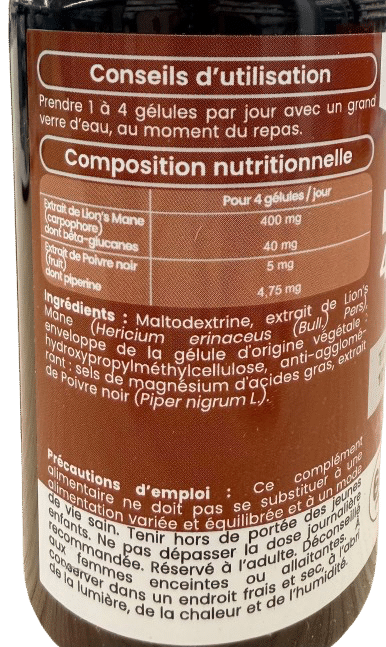 Conseils d'utilisation
Prendre 1 à 4 gélules par jour avec un grand
verre d'eau, au moment du repas.
Composition nutritionnelle
Pour 4 gélules / jour
Extrait de Lion's Mane
(carpophore)
400 mg
dont bêta-glucanes
40 mg
Extrait de Poivre noir
(fruit)
5 mg
dont piperine
4,75 mg
Ingrédients : Maltodextrine, extrait de Lion's
Mane (Hericium erinaceus (Bull.) Pers),
enveloppe de la gélule d'origine végétale :
hydroxypropylméthylcellulose, anti-agglomé-
rant : sels de magnésium d'acides gras, extrait
de Poivre noir (Piper nigrum L.).
Précautions d'emploi : Ce complément
alimentaire ne doit pas se substituer à une
alimentation variée et équilibrée et à un mode
de vie sain. Tenir hors de portée des jeunes
enfants. Ne pas dépasser la dose journalière
recommandée. Réservé à l'adulte. Déconseillé
aux femmes enceintes ou allaitantes. À
conserver dans un endroit frais et sec, à l'abri
de la lumière, de la chaleur et de l'humidité.